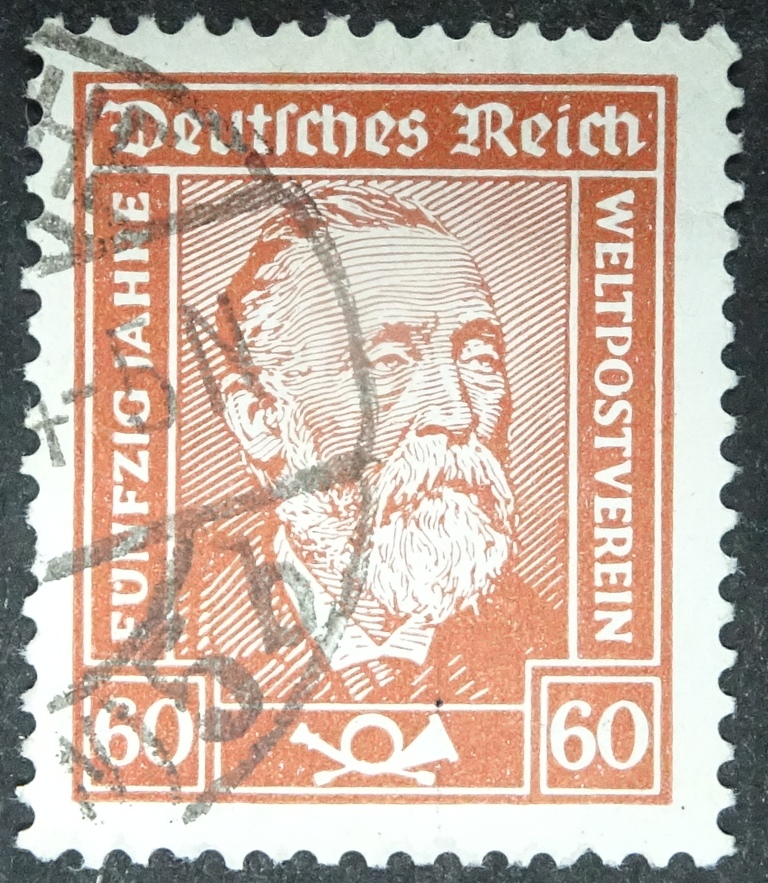 Deutsches Reich
FÜNFZIG JAHRE
WELTPOSTVEREIN
60
60